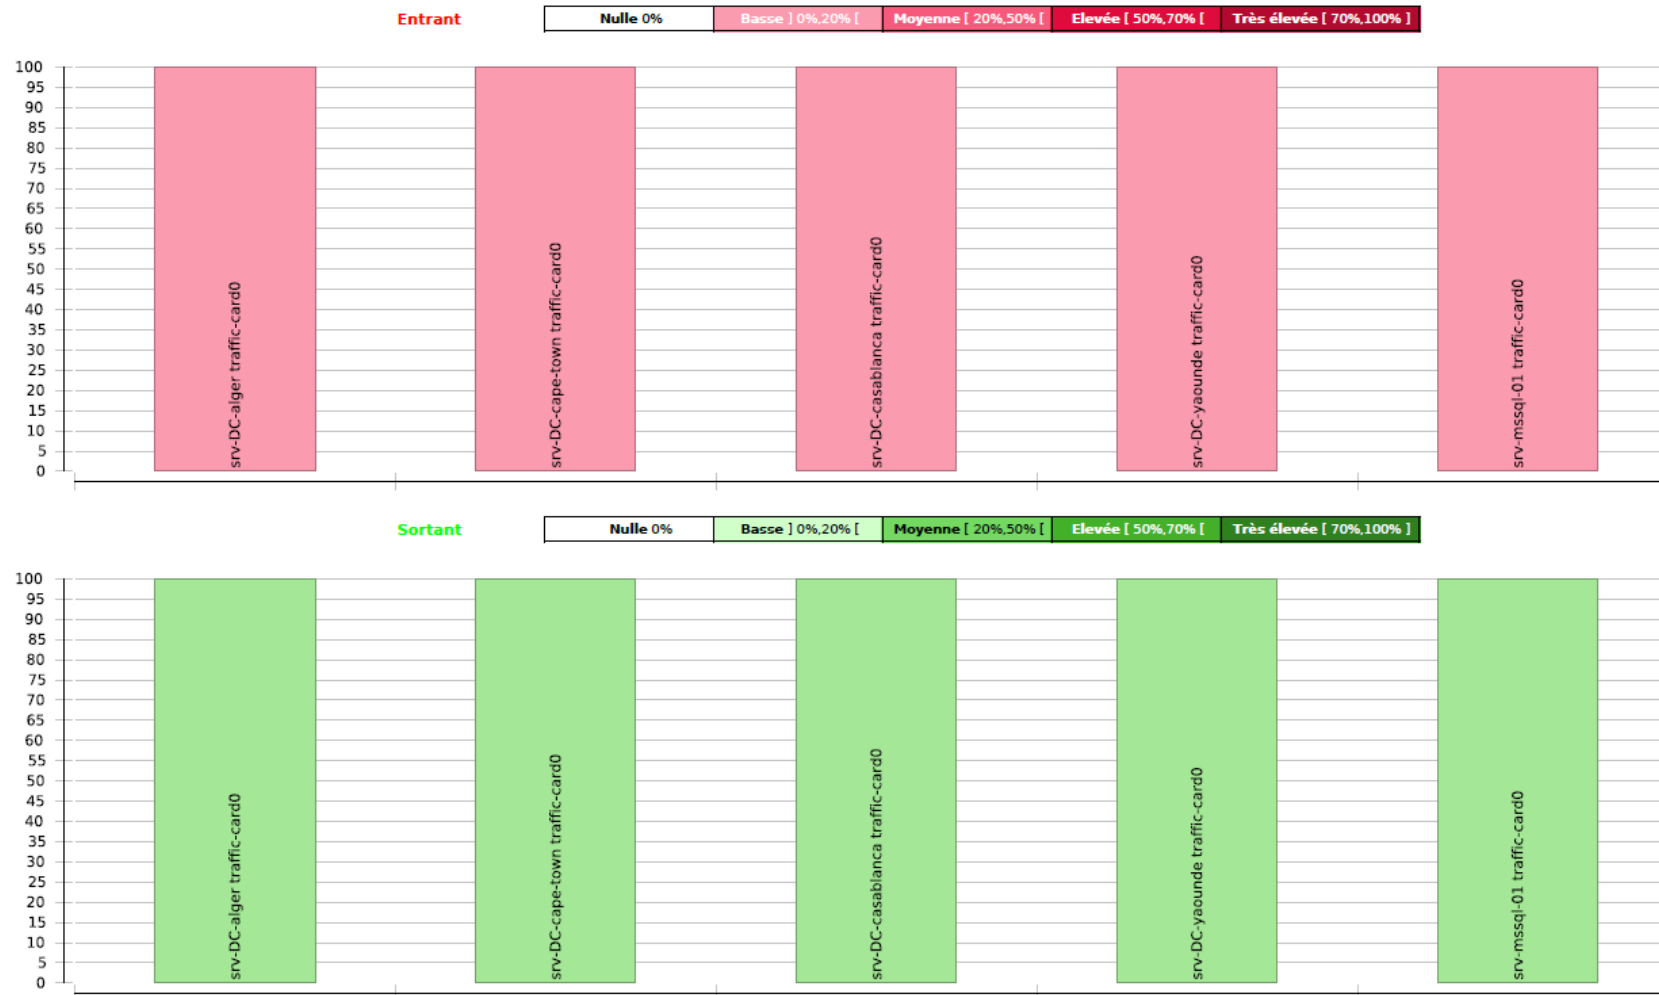 Entrant
Nulle 0%
Basse ] 0%,20% [
Moyenne [ 20%,50% [
Elevée [ 50%,70% [
Très élevée [ 70%,100% ]
100
95
90
85
80
75
70
65
60
55
50
45
40
35
30
25
20
15
10
5
0
srv-DC-alger traffic-card0
srv-DC-cape-town traffic-card0
srv-DC-casablanca traffic-card0
srv-DC-yaounde traffic-card0
srv-mssql-01 traffic-card0
Sortant
Nulle 0%
Basse ] 0%,20% [
Moyenne [ 20%,50% [
Elevée [ 50%,70% [
Très élevée [ 70%,100% ]
100
95
90
85
80
75
70
65
60
55
50
45
40
35
30
25
20
15
10
5
0
srv-DC-alger traffic-card0
srv-DC-cape-town traffic-card0
srv-DC-casablanca traffic-card0
srv-DC-yaounde traffic-card0
srv-mssql-01 traffic-card0